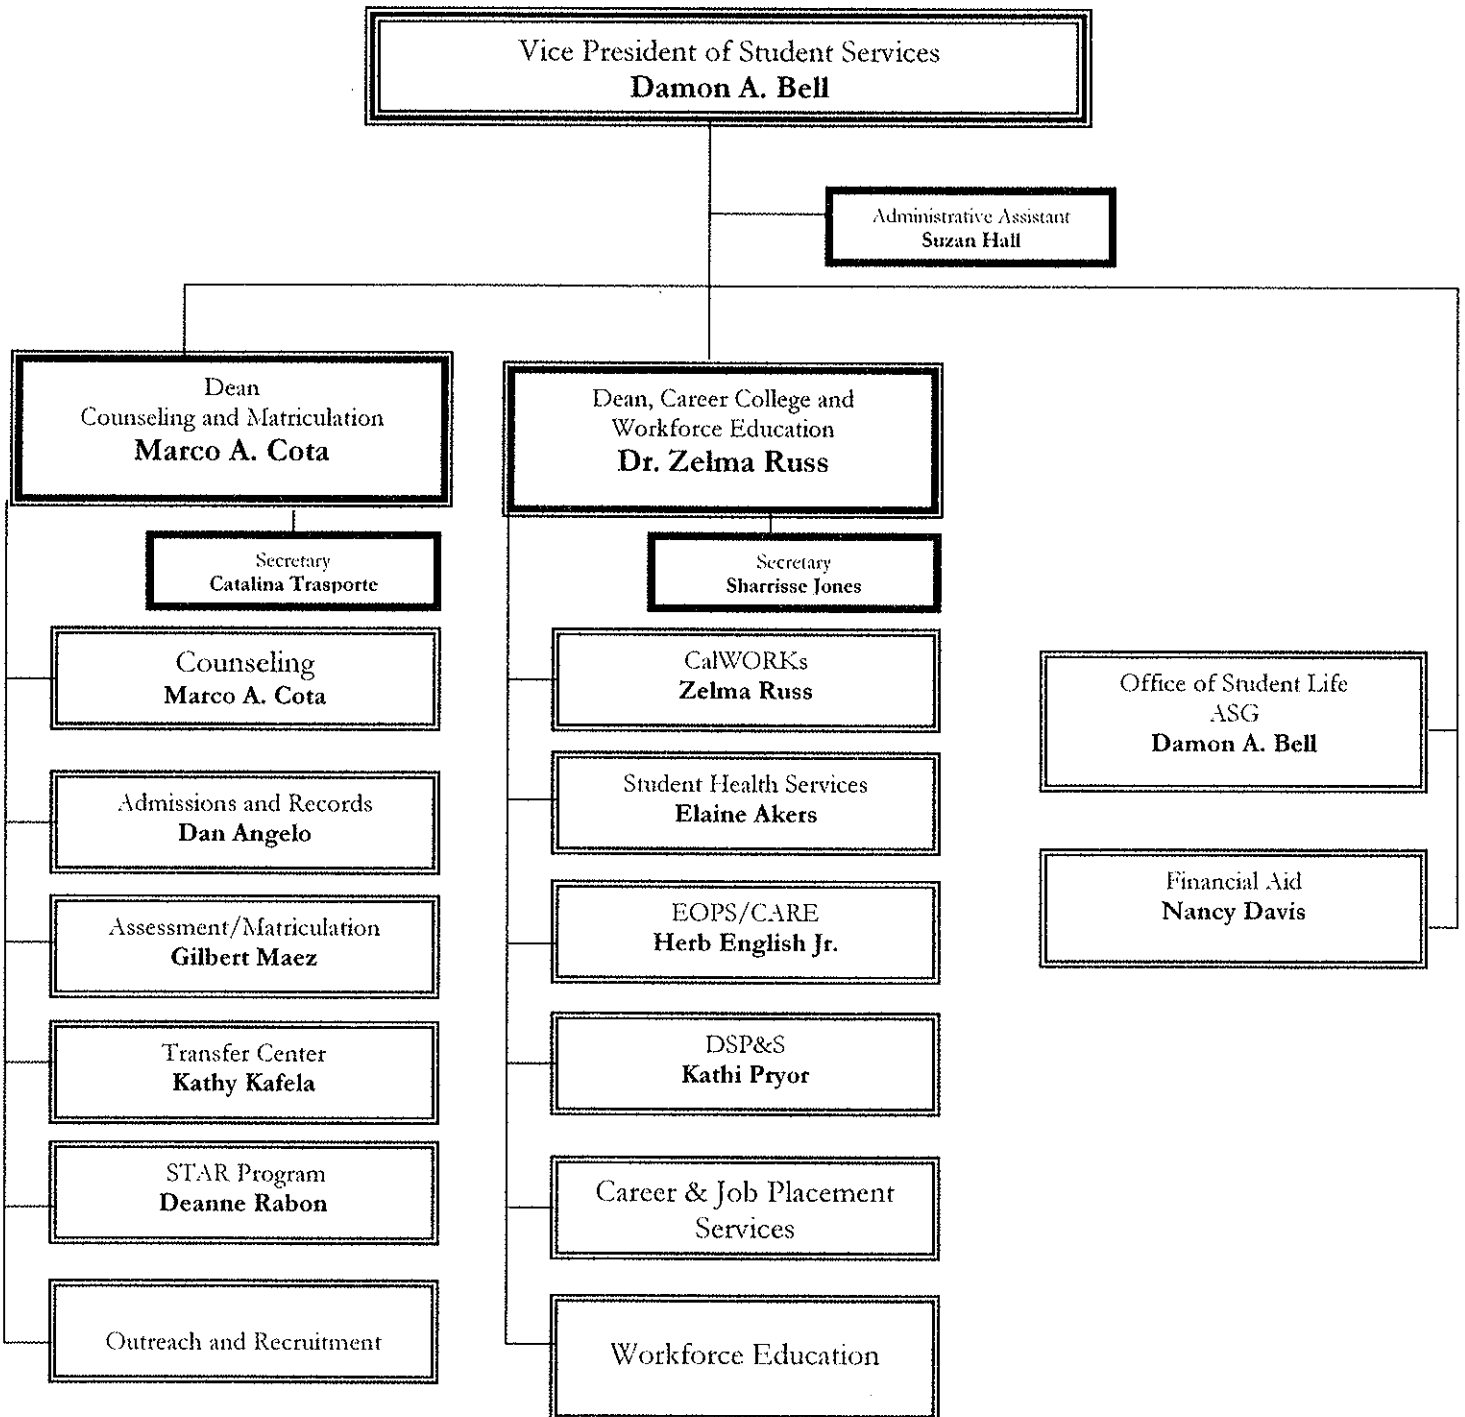 Vice President of Student Services
Damon A. Bell
Administrative Assistant
Suzan Hall
Dean
Counseling and Matriculation
Marco A. Cota
Secretary
Catalina Trasporte
Counseling
Marco A. Cota
Admissions and Records
Dan Angelo
Assessment/Matriculation
Gilbert Maez
Transfer Center
Kathy Kafela
STAR Program
Deanne Rabon
Outreach and Recruitment
Dean, Career College and
Workforce Education
Dr. Zelma Russ
Secretary
Sharrisse Jones
CalWORKs
Zelma Russ
Student Health Services
Elaine Akers
EOPS/CARE
Herb English Jr.
DSP&S
Kathi Pryor
Career & Job Placement
Services
Workforce Education
Office of Student Life
ASG
Damon A. Bell
Financial Aid
Nancy Davis